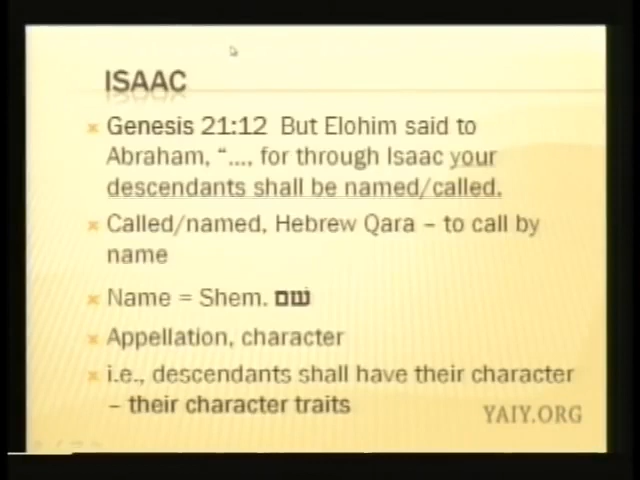 ISAAC
Genesis 21:12 But Elohim said to
Abraham, “..., for through Isaac your
descendants shall be named/called.
Called/named, Hebrew Qara – to call by
name
Name = Shem. שם
Appellation, character
i.e., descendants shall have their character
– their character traits
YAIY.ORG